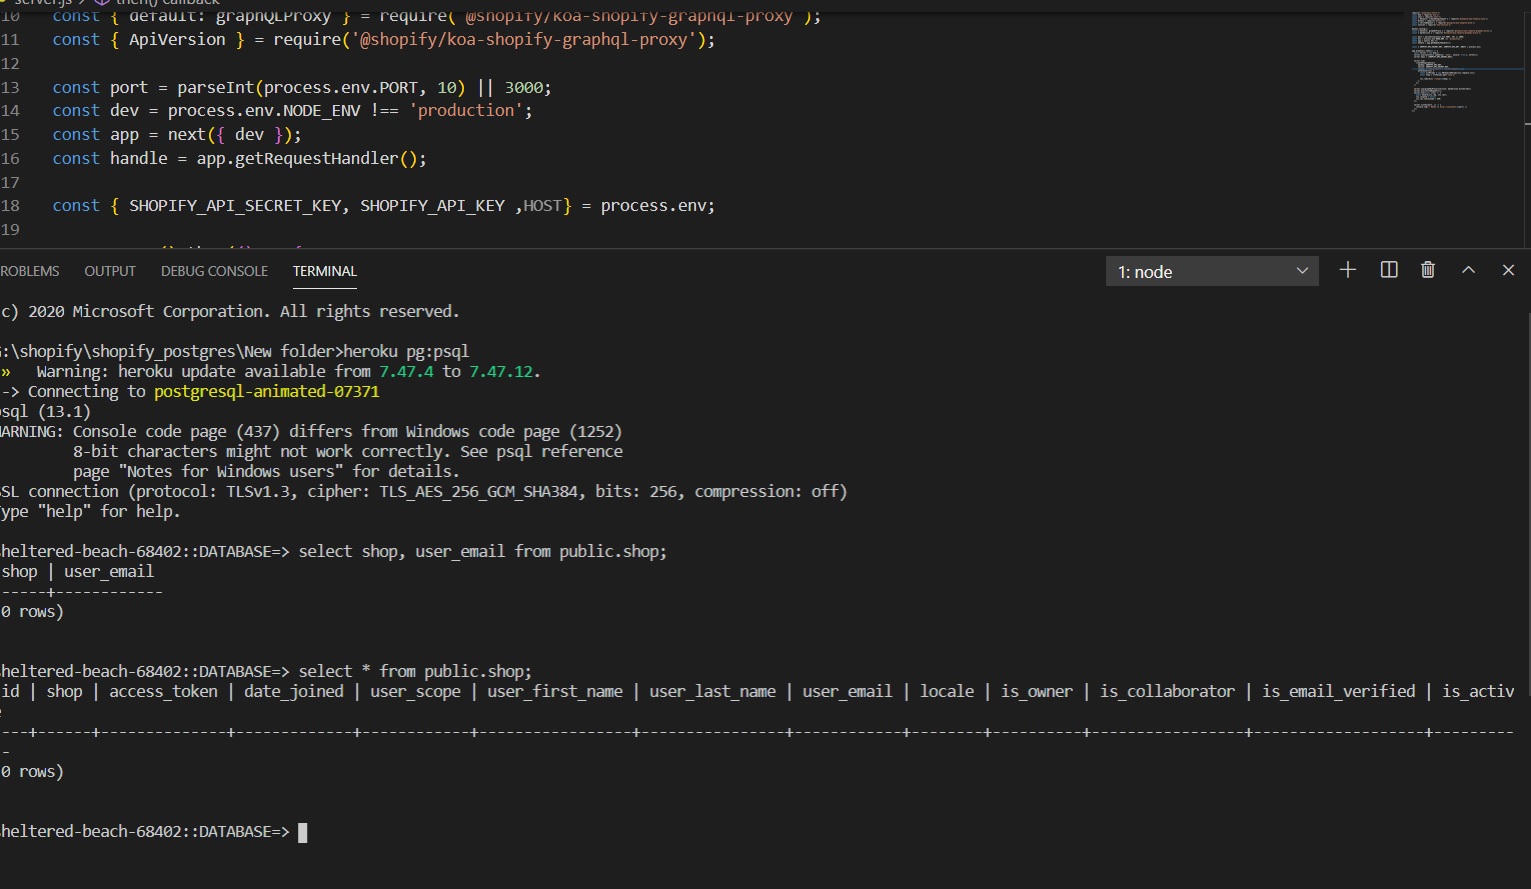 server.js > then() callback
10 const { default: graphQLProxy } = require('@shopify/koa-shopify-graphql-proxy');
11 const { ApiVersion } = require('@shopify/koa-shopify-graphql-proxy');
12
13 const port = parseInt(process.env.PORT, 10) || 3000;
14 const dev = process.env.NODE_ENV !== 'production';
15 const app = next({ dev });
16 const handle = app.getRequestHandler();
17
18 const { SHOPIFY_API_SECRET_KEY, SHOPIFY_API_KEY ,HOST} = process.env;
19
ROBLEMS OUTPUT DEBUG CONSOLE TERMINAL 1: node
c) 2020 Microsoft Corporation. All rights reserved.
:\shopify\shopify_postgres\New folder>heroku pg:psql
» Warning: heroku update available from 7.47.4 to 7.47.12.
-> Connecting to postgresql-animated-07371
psql (13.1)
WARNING: Console code page (437) differs from Windows code page (1252)
8-bit characters might not work correctly. See psql reference
page "Notes for Windows users" for details.
SSL connection (protocol: TLSv1.3, cipher: TLS_AES_256_GCM_SHA384, bits: 256, compression: off)
Type "help" for help.
sheltered-beach-68402::DATABASE=> select shop, user_email from public.shop;
shop | user_email
-----+------------
0 rows)
sheltered-beach-68402::DATABASE=> select * from public.shop;
id | shop | access_token | date_joined | user_scope | user_first_name | user_last_name | user_email | locale | is_owner | is_collaborator | is_email_verified | is_activ
e
---+------+--------------+-------------+------------+-----------------+----------------+------------+--------+----------+-----------------+-------------------+---------
-
0 rows)
sheltered-beach-68402::DATABASE=>